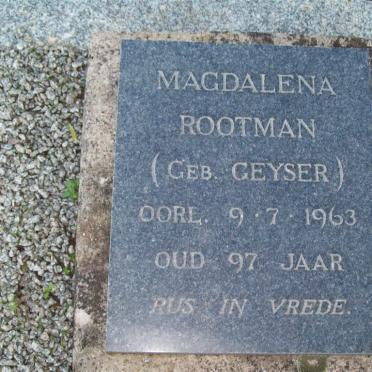 MAGDALENA
ROOTMAN
(GEB. GEYSER)
OORL. 9·7·1963
OUD 97 JAAR
RUS IN VREDE.